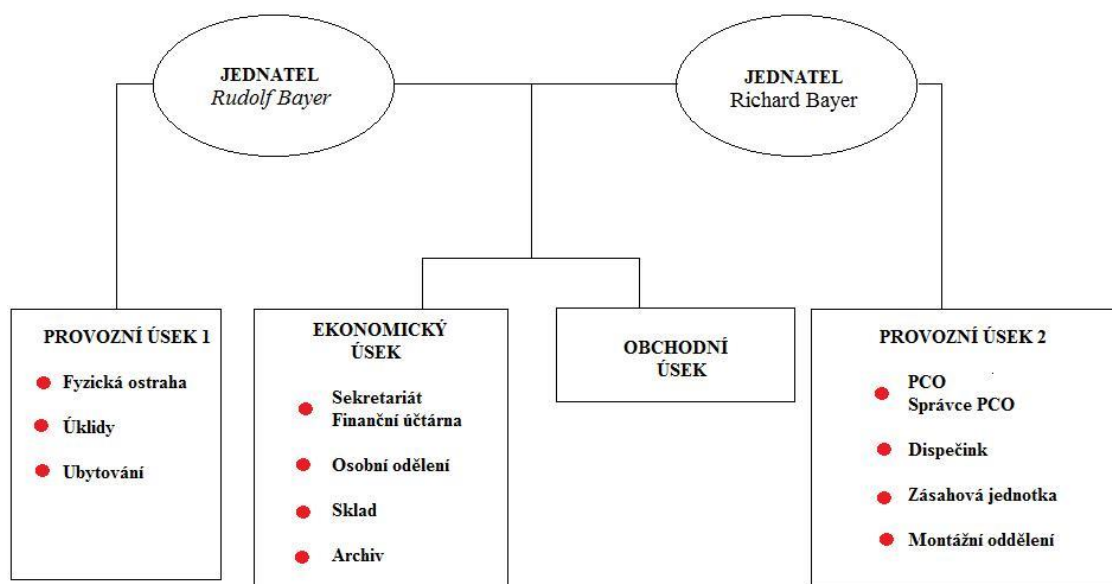 JEDNATEL
Rudolf Bayer
JEDNATEL
Richard Bayer
PROVOZNÍ ÚSEK 1
Fyzická ostraha
Úklidy
Ubytování
EKONOMICKÝ
ÚSEK
Sekretariát
Finanční účtárna
Osobní odělení
Sklad
Archiv
OBCHODNÍ
ÚSEK
PROVOZNÍ ÚSEK 2
PCO
Správce PCO
Dispečink
Zásahová jednotka
Montážní oddělení